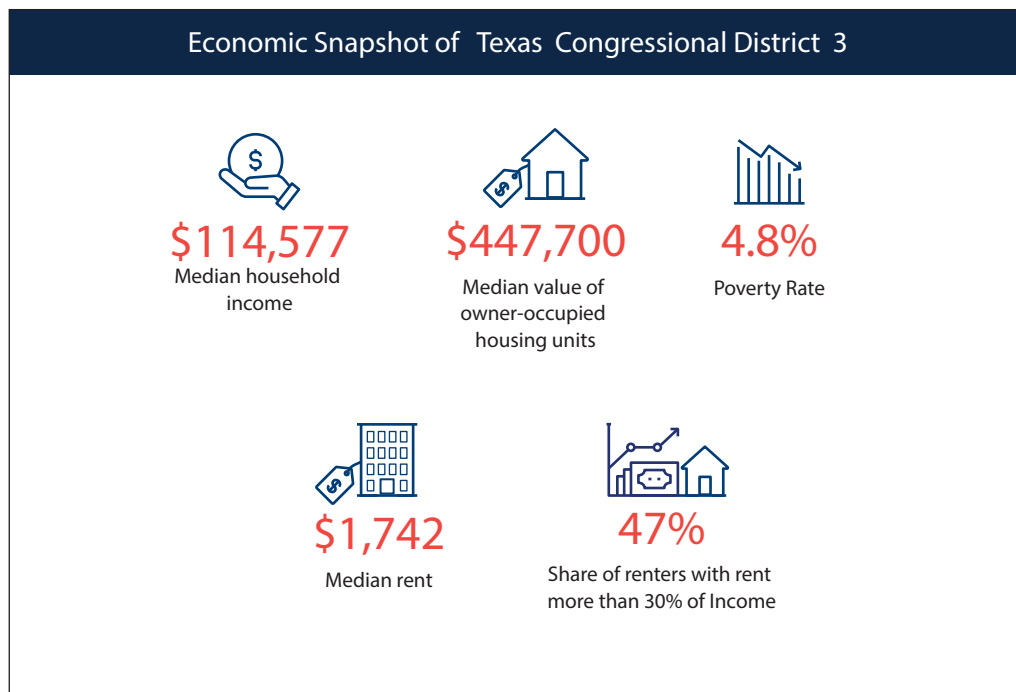 Economic Snapshot of Texas Congressional District 3
$
$
$114,577
Median household
income
$447,700
Median value of
owner-occupied
housing units
4.8%
Poverty Rate
$
$1,742
Median rent
47%
Share of renters with rent
more than 30% of Income